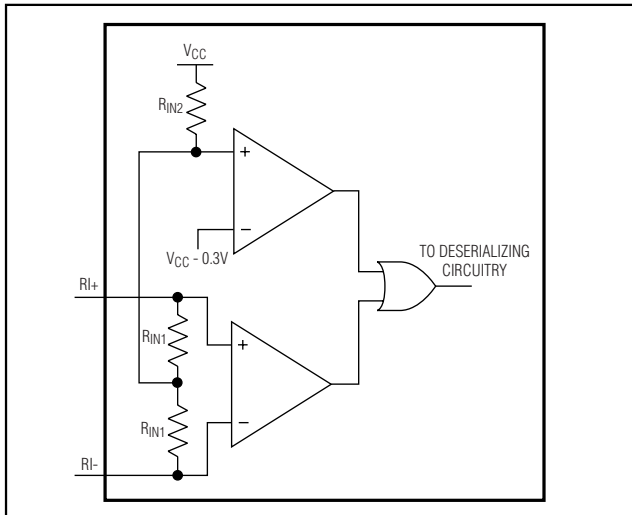 VCC
RIN2
+
−
VCC - 0.3V
TO DESERIALIZING
CIRCUITRY
RI+
RIN1
+
−
RIN1
RI-